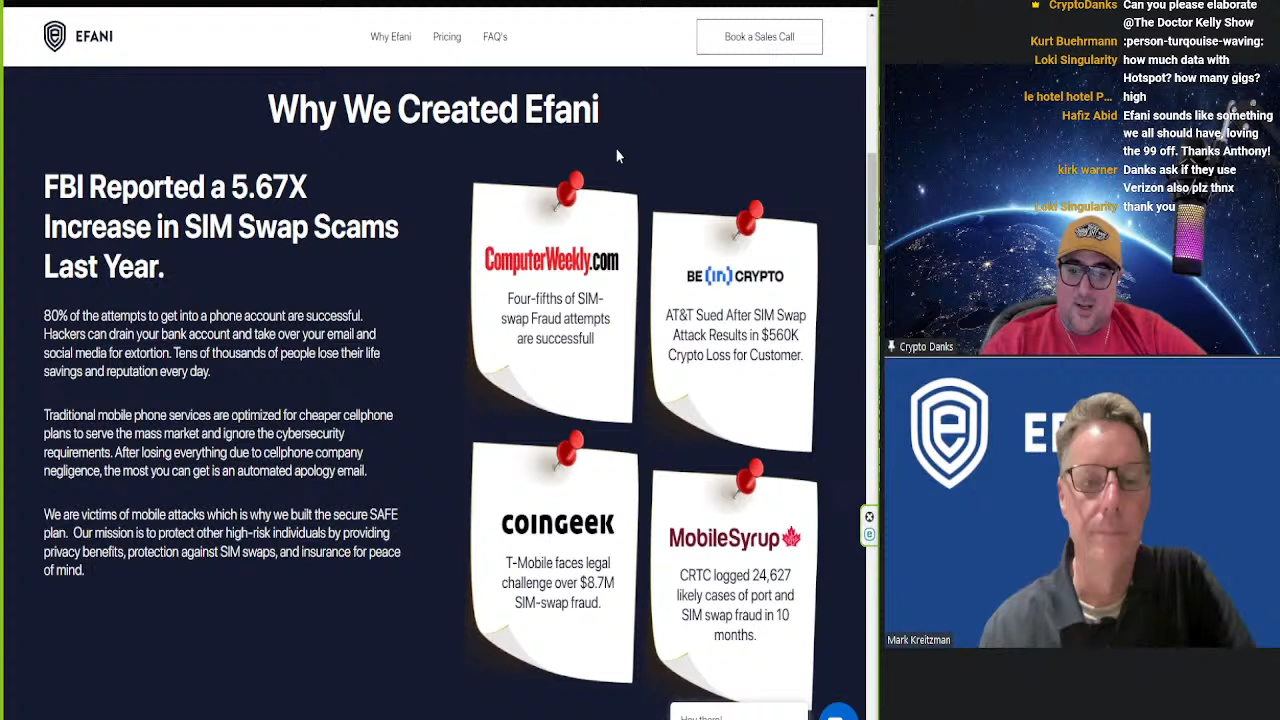 EFANI
Why Efani
Pricing
FAQ's
Book a Sales Call
Why We Created Efani
FBI Reported a 5.67X
Increase in SIM Swap Scams
Last Year.
80% of the attempts to get into a phone account are successful.
Hackers can drain your bank account and take over your email and
social media for extortion. Tens of thousands of people lose their life
savings and reputation every day.
Traditional mobile phone services are optimized for cheaper cellphone
plans to serve the mass market and ignore the cybersecurity
requirements. After losing everything due to cellphone company
negligence, the most you can get is an automated apology email.
We are victims of mobile attacks which is why we built the secure SAFE
plan. Our mission is to protect other high-risk individuals by providing
privacy benefits, protection against SIM swaps, and insurance for peace
of mind.
ComputerWeekly.com
Four-fifths of SIM-
swap Fraud attempts
are successful
BE[IN]CRYPTO
AT&T Sued After SIM Swap
Attack Results in $560K
Crypto Loss for Customer.
COINGEEK
T-Mobile faces legal
challenge over $8.7M
SIM-swap fraud.
MobileSyrup
CRTC logged 24,627
likely cases of port and
SIM swap fraud in 10
months.
Hey there!
CryptoDanks Can you please elaborate
@The Doctor Kelly Show
Kurt Buehrmann :person-turqouise-waving:
Loki Singularity how much data with
Hotspot? how many gigs?
le hotel hotel P... high
Hafiz Abid Efani sounds like something
we all should have, loving
the 99 off. Thanks Anthony!
kirk warner Danks ask if they use
Verizon also plz thnx
Loki Singularity thank you
Crypto Danks
Mark Kreitzman